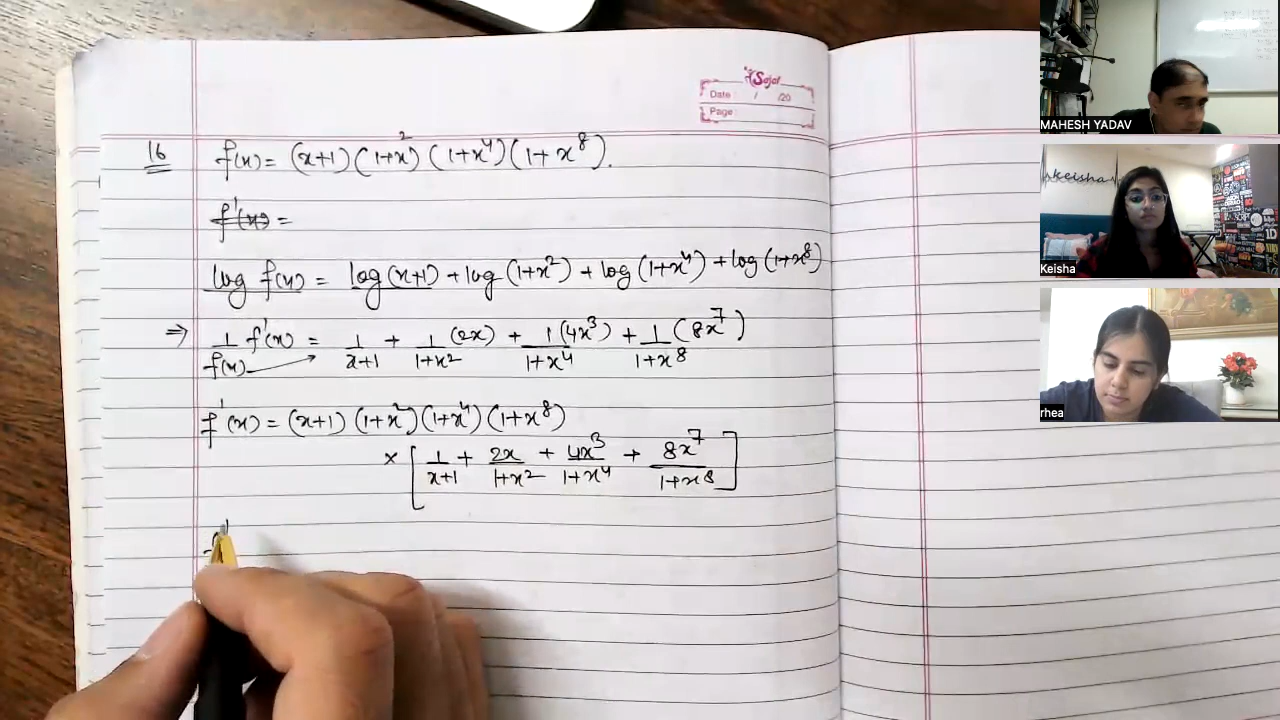 Sajal
Date : / /20
Page :
16 f(x) = (x+1) (1+x²) (1+x⁴) (1+x⁸).
f'(x) =
log f(x) = log(x+1) + log(1+x²) + log(1+x⁴) + log(1+x⁸)
⇒ 1/f(x) f'(x) = 1/(x+1) + 1/(1+x²) (2x) + 1/(1+x⁴) (4x³) + 1/(1+x⁸) (8x⁷)
f'(x) = (x+1) (1+x²) (1+x⁴) (1+x⁸)
× [ 1/(x+1) + 2x/(1+x²) + 4x³/(1+x⁴) + 8x⁷/(1+x⁸) ]
MAHESH YADAV
keisha
Keisha
rhea